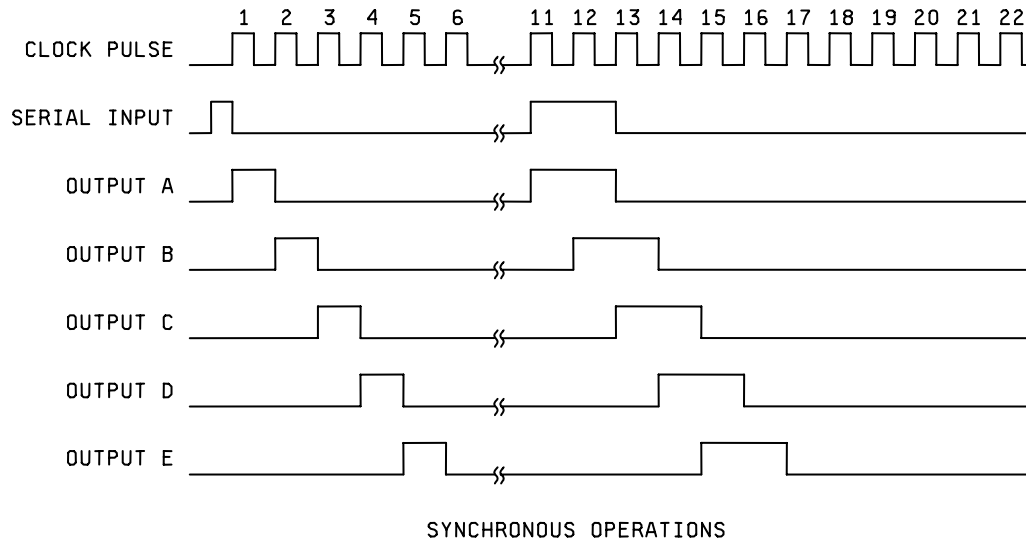 1 2 3 4 5 6 11 12 13 14 15 16 17 18 19 20 21 22
CLOCK PULSE
SERIAL INPUT
OUTPUT A
OUTPUT B
OUTPUT C
OUTPUT D
OUTPUT E
SYNCHRONOUS OPERATIONS